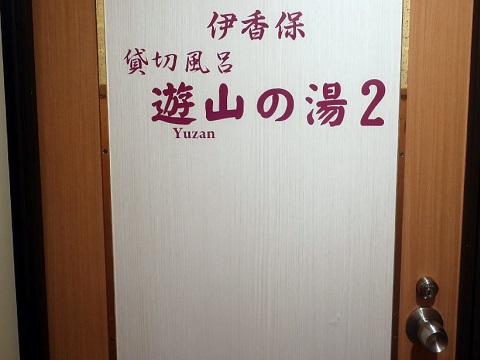 伊香保
貸切風呂
遊山の湯2
Yuzan